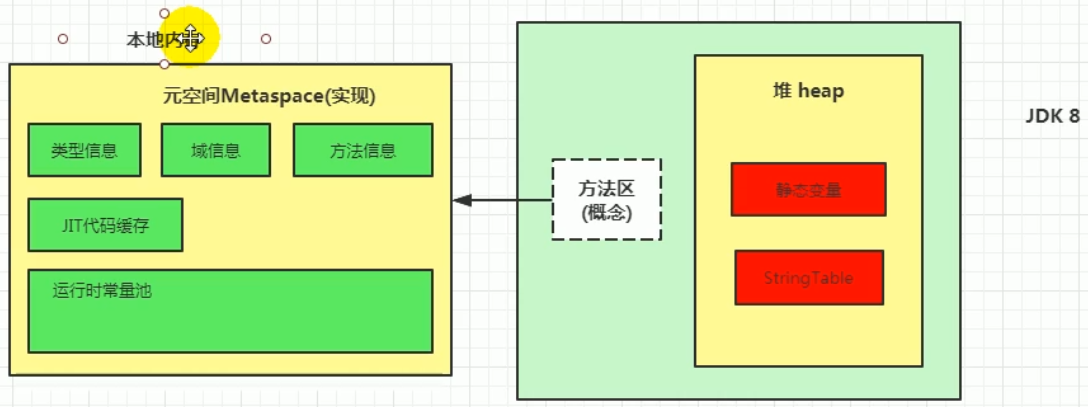 本地内
元空间Metaspace(实现)
类型信息
域信息
方法信息
JIT代码缓存
运行时常量池
方法区
(概念)
堆 heap
静态变量
StringTable
JDK 8